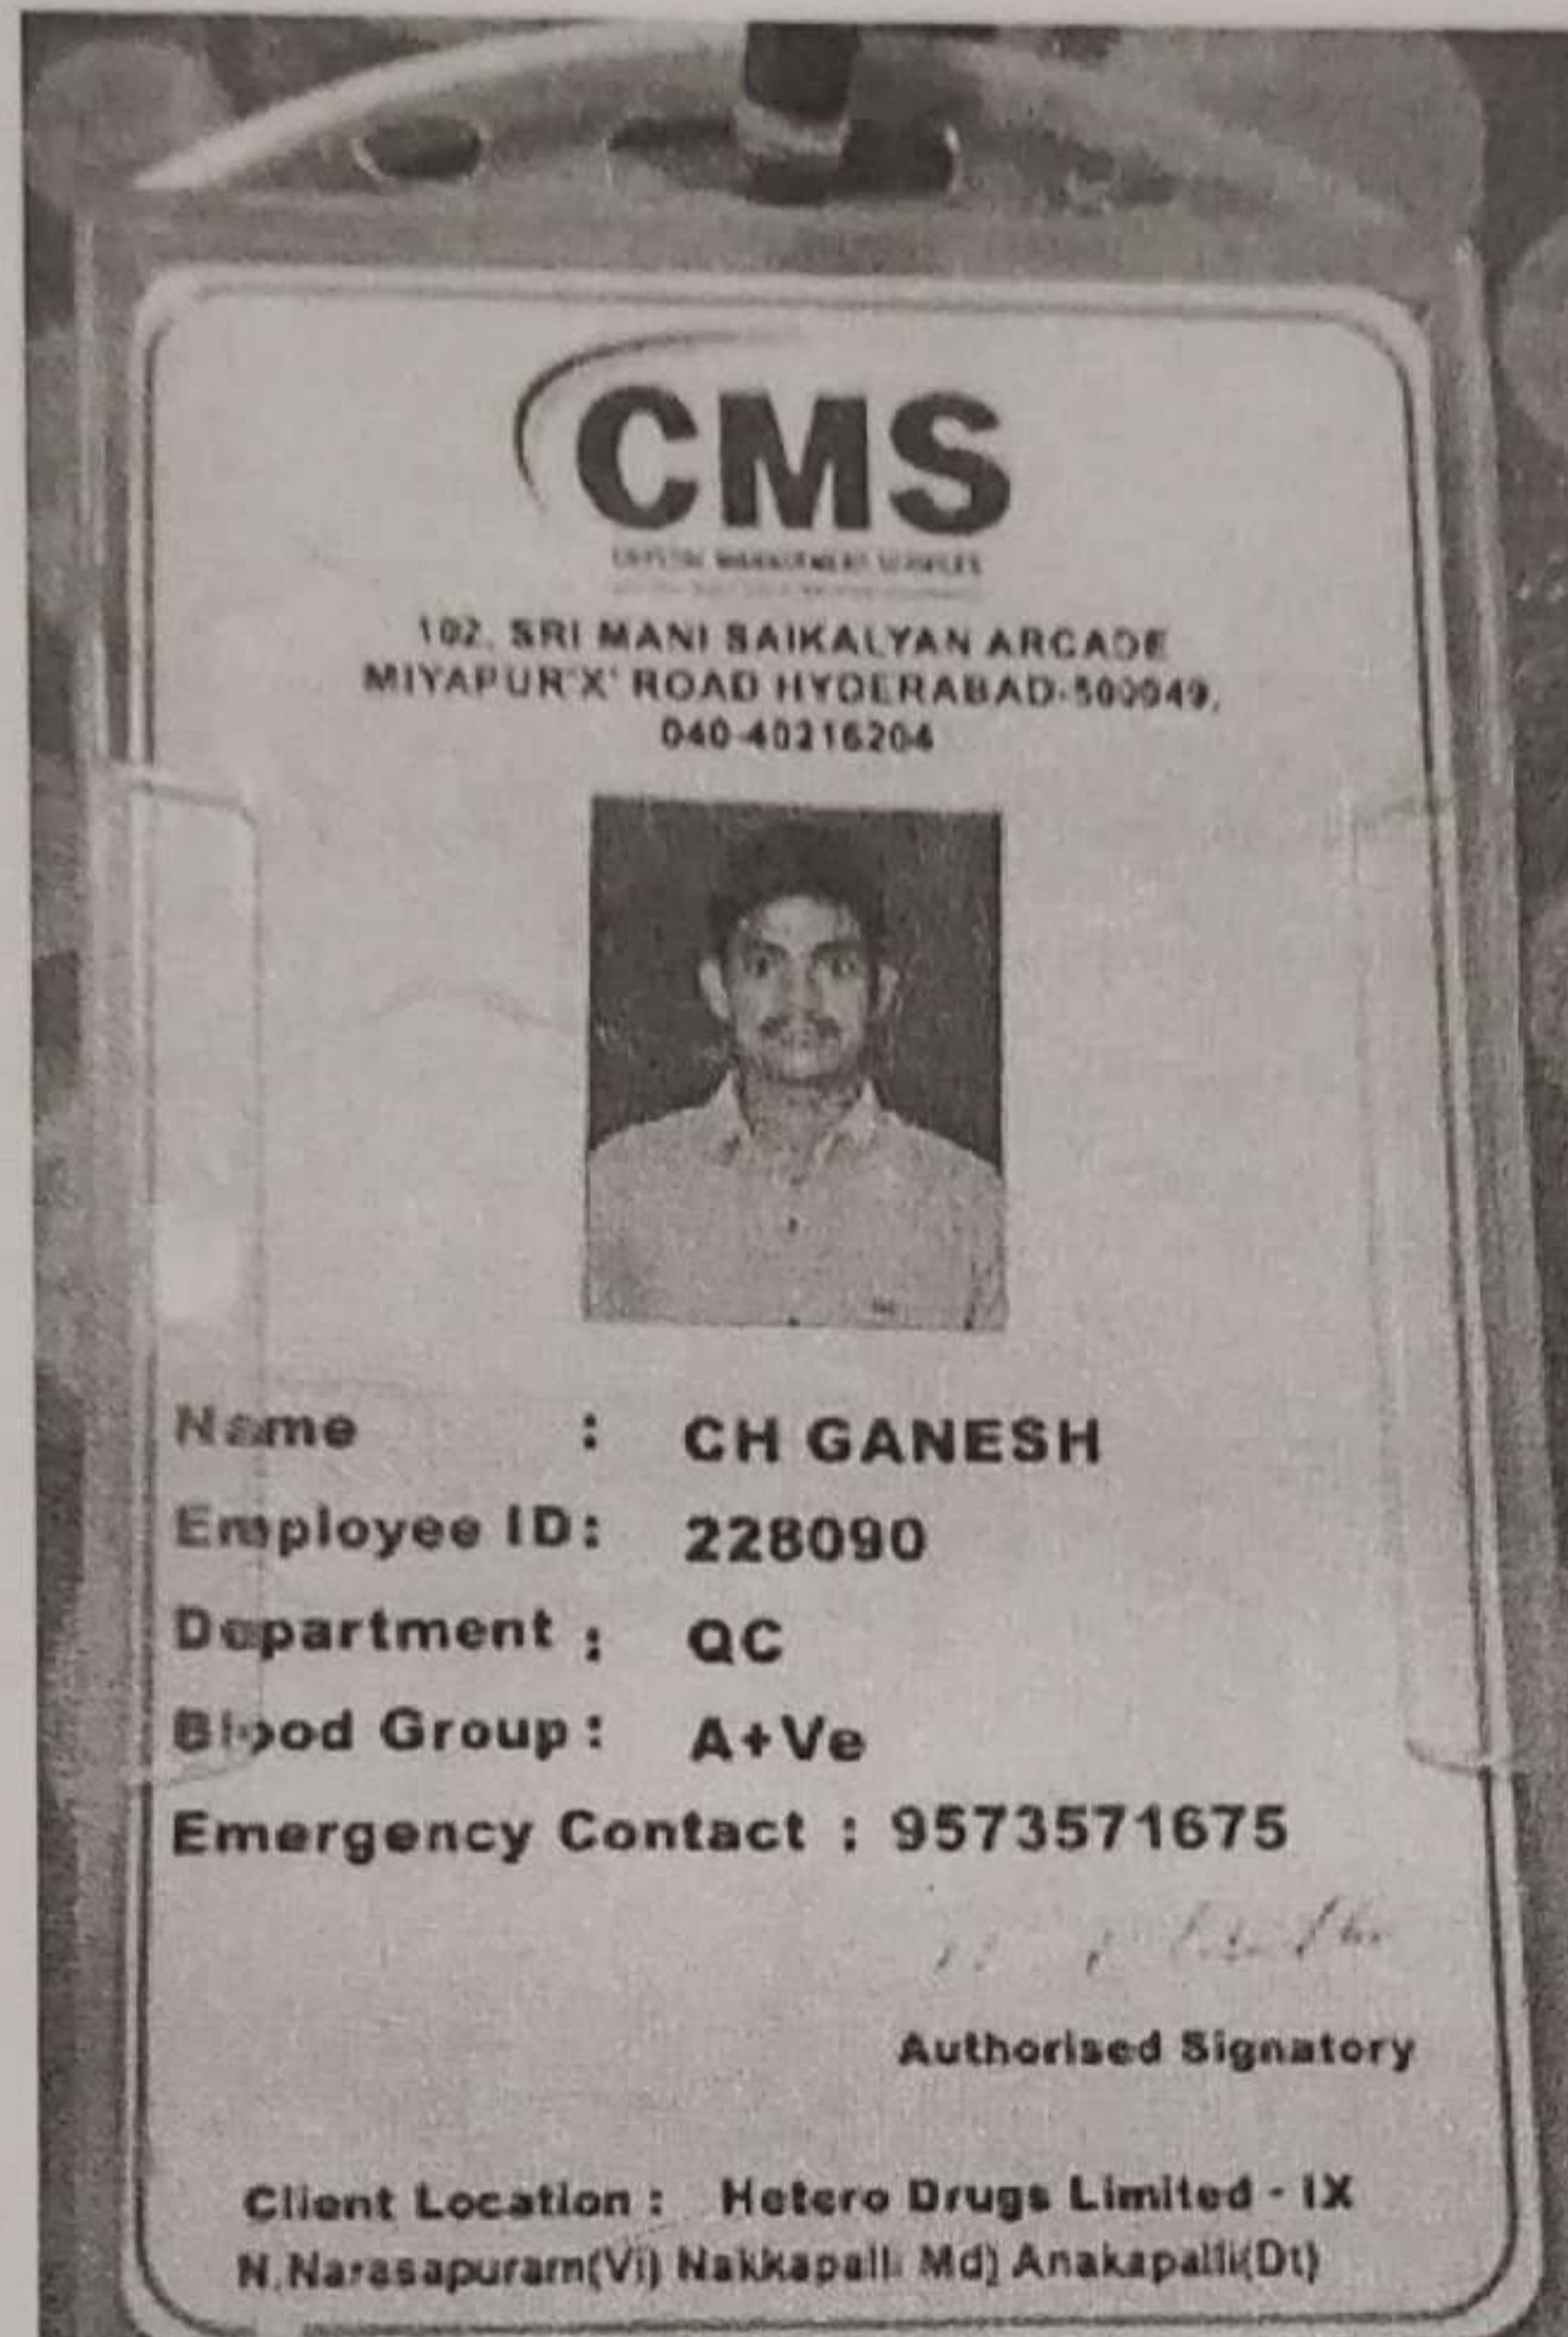 CMS
MANAGEMENT SERVICES
102, SRI MANI SAIKALYAN ARCADE
MIYAPUR'X' ROAD HYDERABAD-500049,
040-40216204
Name : CH GANESH
Employee ID: 228090
Department : QC
Blood Group : A+Ve
Emergency Contact : 9573571675
Authorised Signatory
Client Location : Hetero Drugs Limited - IX
N.Narasapuram(Vi) Nakkapalli Md) Anakapalli(Dt)